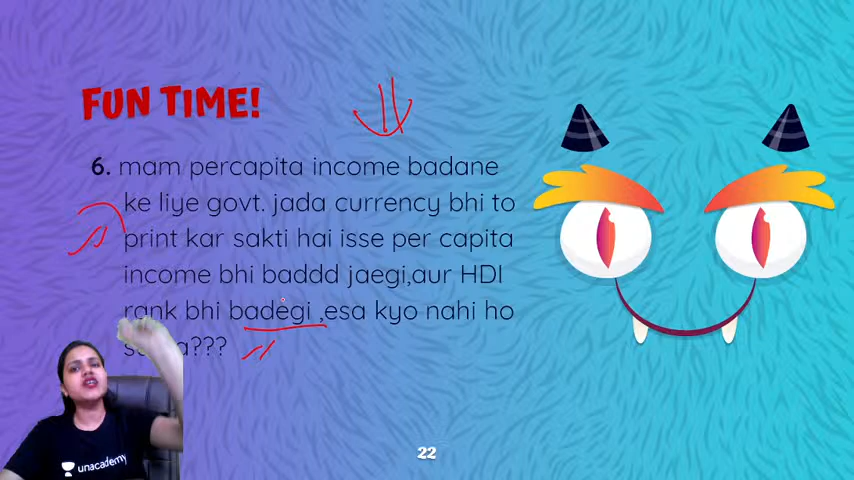 FUN TIME!
6. mam percapita income badane
ke liye govt. jada currency bhi to
print kar sakti hai isse per capita
income bhi baddd jaegi,aur HDI
rank bhi badegi ,esa kyo nahi ho
???
unacademy
22